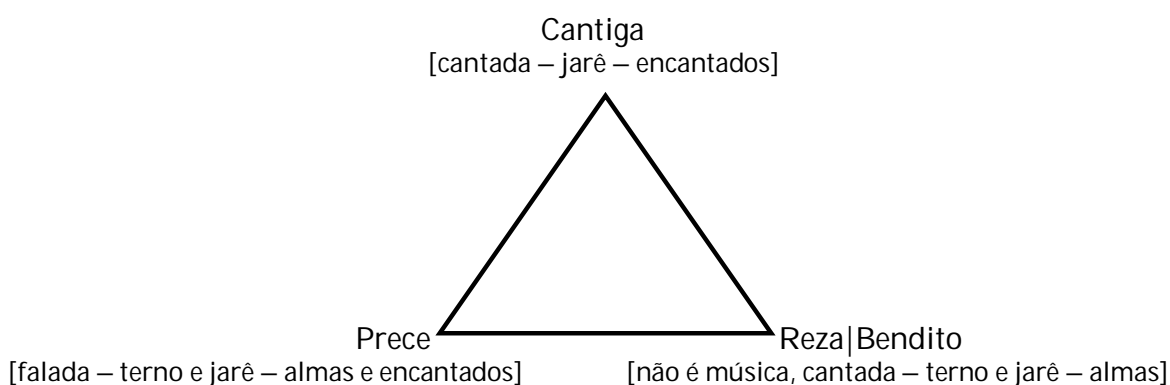 Cantiga
[cantada – jarê – encantados]
Prece
Reza|Bendito
[falada – terno e jarê – almas e encantados]
[não é música, cantada – terno e jarê – almas]